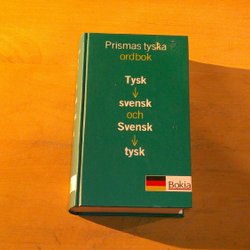 Prismas tyska
ordbok
Tysk
svensk
och
Svensk
tysk
Bokia